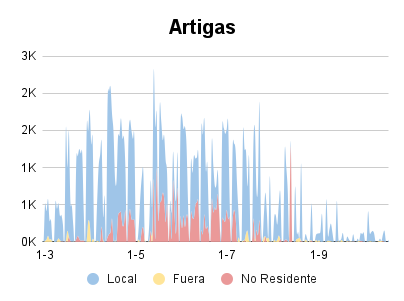 Artigas
3K
2K
2K
1K
1K
0K
1-3
1-5
1-7
1-9
Local
Fuera
No Residente